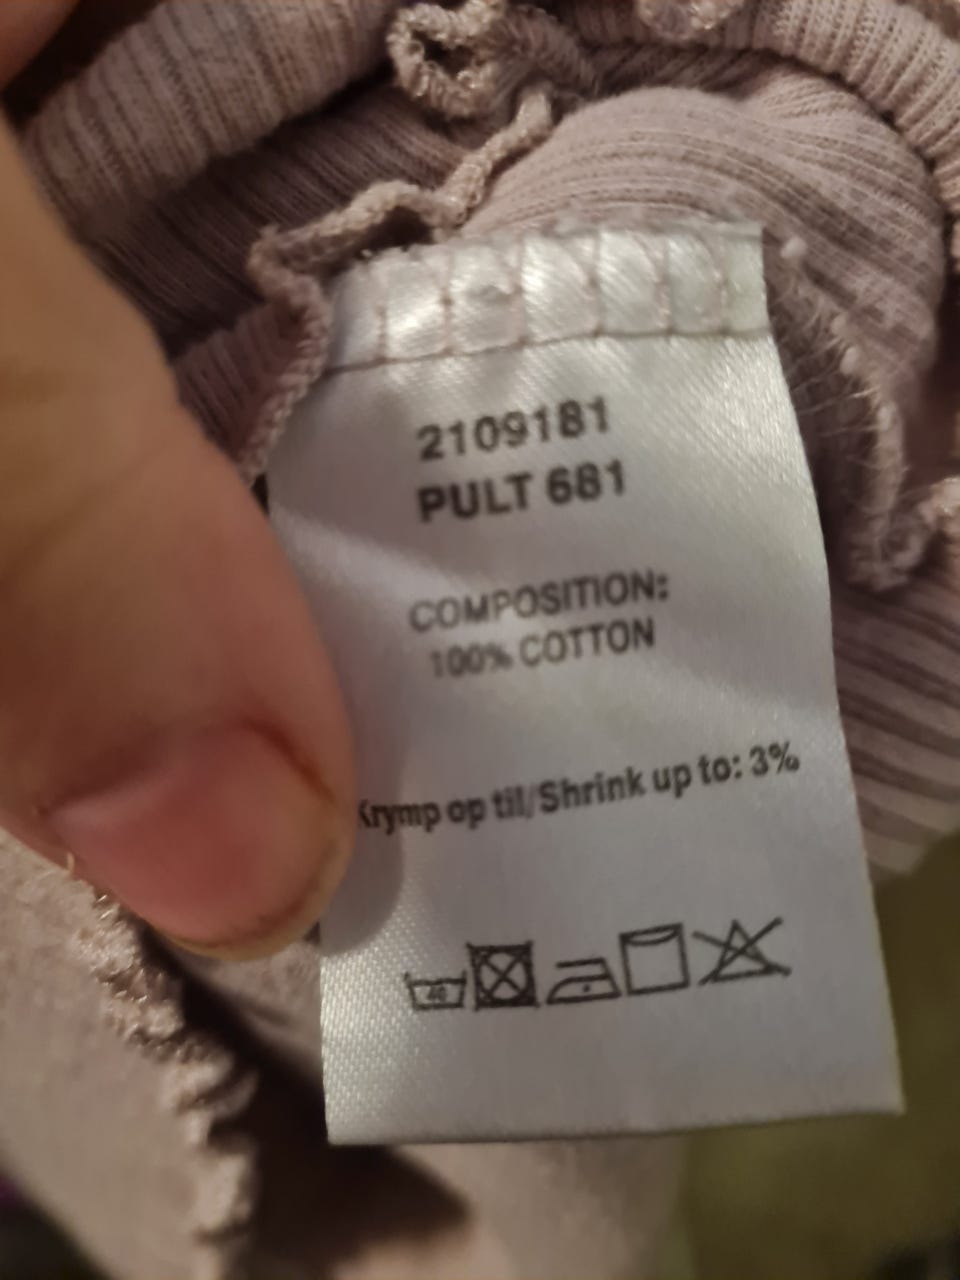 2109181
PULT 681
COMPOSITION:
100% COTTON
Krymp op til/Shrink up to: 3%
40